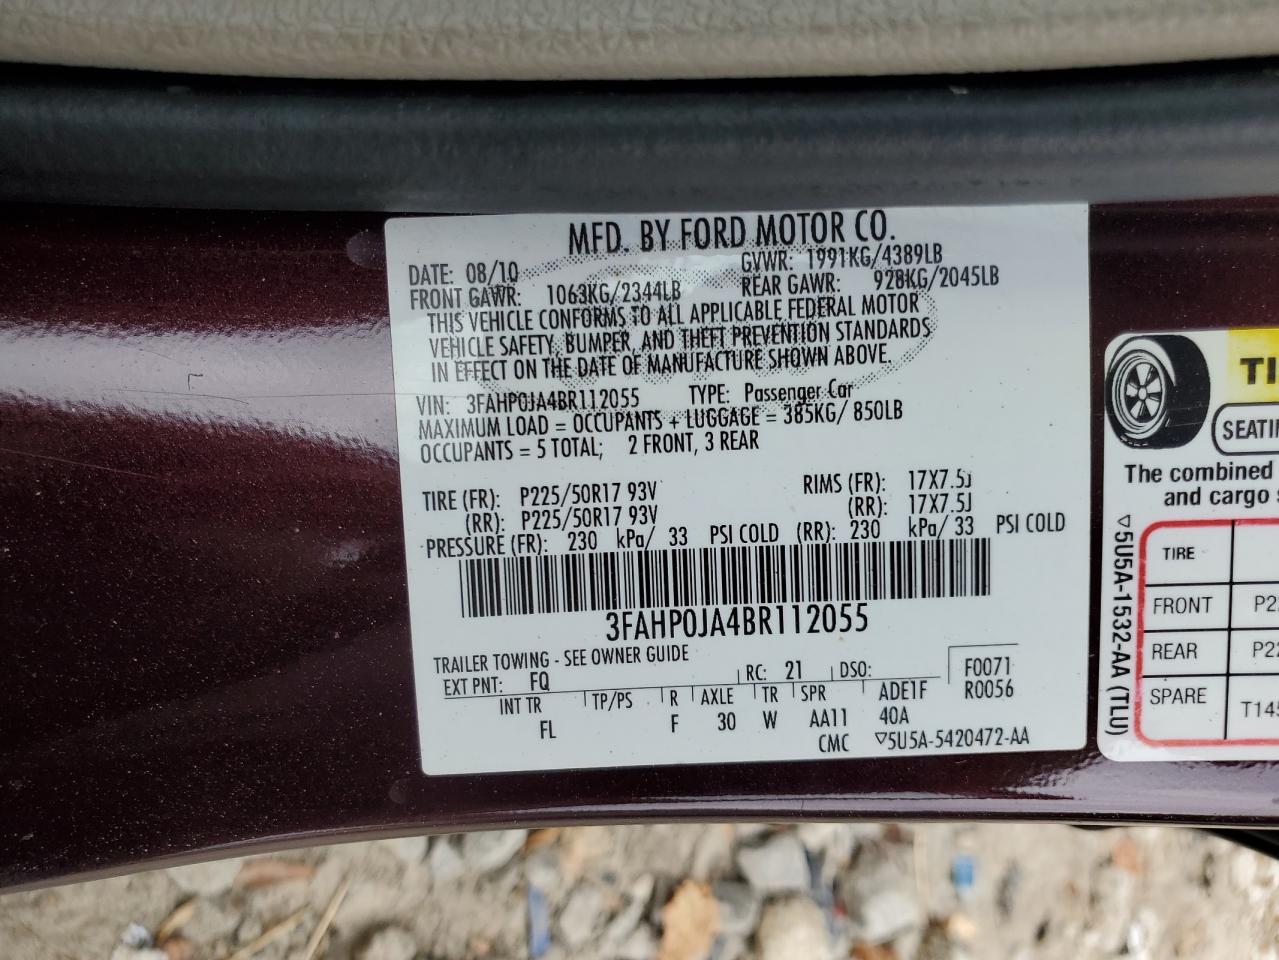 MFD. BY FORD MOTOR CO.
DATE: 08/10 GVWR: 1991KG/4389LB
FRONT GAWR: 1063KG/2344LB REAR GAWR: 928KG/2045LB
THIS VEHICLE CONFORMS TO ALL APPLICABLE FEDERAL MOTOR
VEHICLE SAFETY, BUMPER, AND THEFT PREVENTION STANDARDS
IN EFFECT ON THE DATE OF MANUFACTURE SHOWN ABOVE.
VIN: 3FAHP0JA4BR112055 TYPE: Passenger Car
MAXIMUM LOAD = OCCUPANTS + LUGGAGE = 385KG/ 850LB
OCCUPANTS = 5 TOTAL; 2 FRONT, 3 REAR
TIRE (FR): P225/50R17 93V RIMS (FR): 17X7.5J
(RR): P225/50R17 93V (RR): 17X7.5J
PRESSURE (FR): 230 kPa/ 33 PSI COLD (RR): 230 kPa/ 33 PSI COLD
3FAHP0JA4BR112055
TRAILER TOWING - SEE OWNER GUIDE
EXT PNT: FQ RC: 21 DSO: F0071
INT TR TP/PS R AXLE TR SPR ADE1F R0056
FL F 30 W AA11 40A
CMC ▽5U5A-5420472-AA
TI
SEATI
The combined
and cargo
TIRE
FRONT P22
REAR P22
SPARE T145
▽5U5A-1532-AA (TLU)